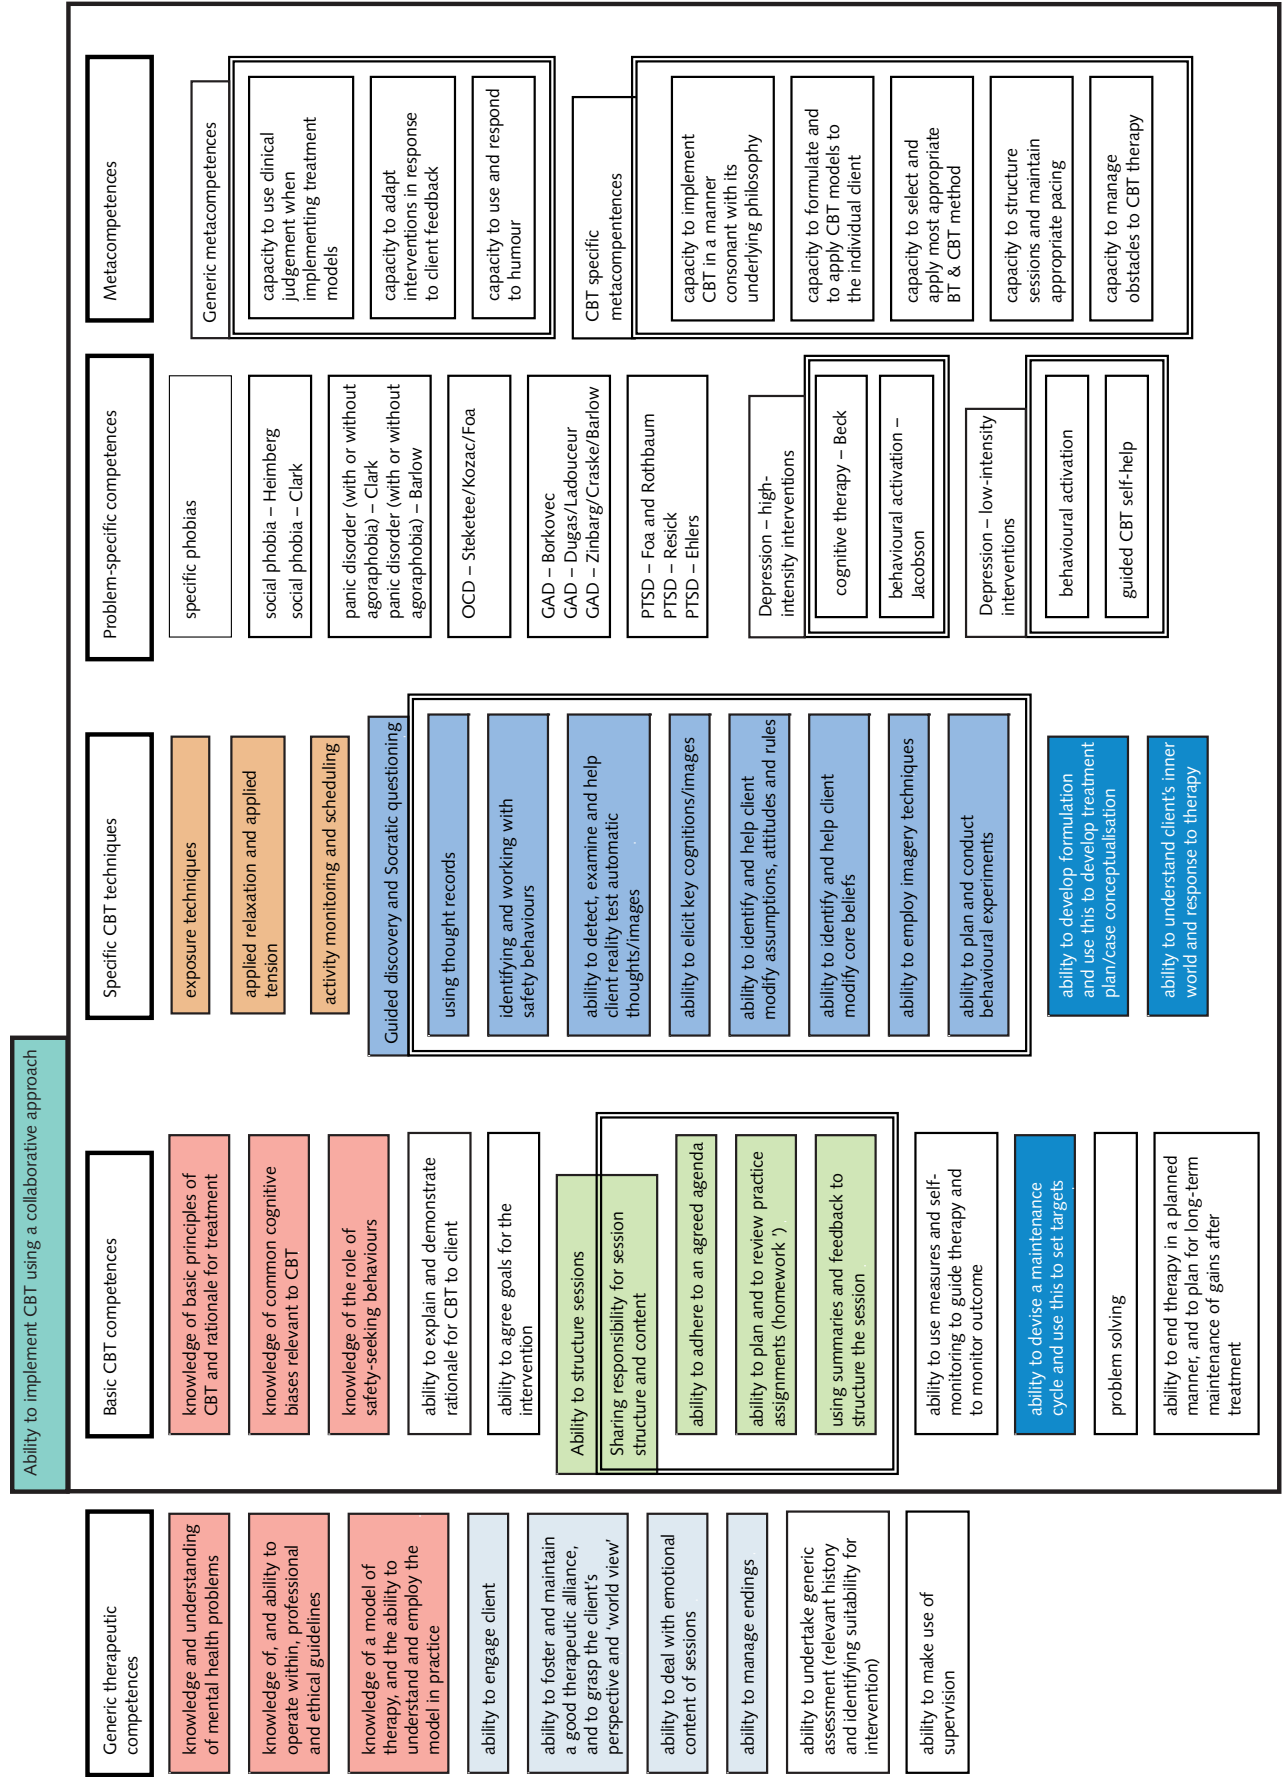 Ability to implement CBT using a collaborative approach
Generic therapeutic
competences
knowledge and understanding
of mental health problems
knowledge of, and ability to
operate within, professional
and ethical guidelines
knowledge of a model of
therapy, and the ability to
understand and employ the
model in practice
ability to engage client
ability to foster and maintain
a good therapeutic alliance,
and to grasp the client's
perspective and ‘world view’
ability to deal with emotional
content of sessions
ability to manage endings
ability to undertake generic
assessment (relevant history
and identifying suitability for
intervention)
ability to make use of
supervision
Basic CBT competences
knowledge of basic principles of
CBT and rationale for treatment
knowledge of common cognitive
biases relevant to CBT
knowledge of the role of
safety-seeking behaviours
ability to explain and demonstrate
rationale for CBT to client
ability to agree goals for the
intervention
Ability to structure sessions
Sharing responsibility for session
structure and content
ability to adhere to an agreed agenda
ability to plan and to review practice
assignments (homework ’)
using summaries and feedback to
structure the session
ability to use measures and self-
monitoring to guide therapy and
to monitor outcome
ability to devise a maintenance
cycle and use this to set targets
problem solving
ability to end therapy in a planned
manner, and to plan for long-term
maintenance of gains after
treatment
Specific CBT techniques
exposure techniques
applied relaxation and applied
tension
activity monitoring and scheduling
Guided discovery and Socratic questioning
using thought records
identifying and working with
safety behaviours
ability to detect, examine and help
client reality test automatic
thoughts/images
ability to elicit key cognitions/images
ability to identify and help client
modify assumptions, attitudes and rules
ability to identify and help client
modify core beliefs
ability to employ imagery techniques
ability to plan and conduct
behavioural experiments
ability to develop formulation
and use this to develop treatment
plan/case conceptualisation
ability to understand client's inner
world and response to therapy
Problem-specific competences
specific phobias
social phobia – Heimberg
social phobia – Clark
panic disorder (with or without
agoraphobia) – Clark
panic disorder (with or without
agoraphobia) – Barlow
OCD – Steketee/Kozac/Foa
GAD – Borkovec
GAD – Dugas/Ladouceur
GAD – Zinbarg/Craske/Barlow
PTSD – Foa and Rothbaum
PTSD – Resick
PTSD – Ehlers
Depression – high-
intensity interventions
cognitive therapy – Beck
behavioural activation –
Jacobson
Depression – low-intensity
interventions
behavioural activation
guided CBT self-help
Metacompetences
Generic metacompetences
capacity to use clinical
judgement when
implementing treatment
models
capacity to adapt
interventions in response
to client feedback
capacity to use and respond
to humour
CBT specific
metacompentences
capacity to implement
CBT in a manner
consonant with its
underlying philosophy
capacity to formulate and
to apply CBT models to
the individual client
capacity to select and
apply most appropriate
BT & CBT method
capacity to structure
sessions and maintain
appropriate pacing
capacity to manage
obstacles to CBT therapy